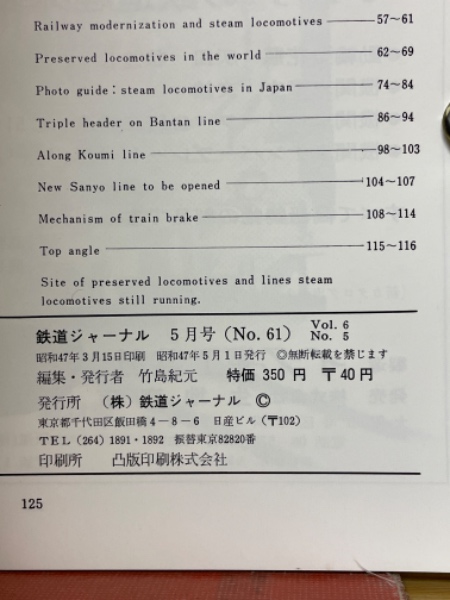 Railway modernization and steam locomotives 57~61
Preserved locomotives in the world 62~69
Photo guide: steam locomotives in Japan 74~84
Triple header on Bantan line 86~94
Along Koumi line 98~103
New Sanyo line to be opened 104~107
Mechanism of train brake 108~114
Top angle 115~116
Site of preserved locomotives and lines steam
locomotives still running.
鉄道ジャーナル 5月号 (No. 61) Vol. 6 No. 5
昭和47年3月15日印刷 昭和47年5月1日発行 ◎無断転載を禁じます
編集・発行者 竹島紀元 特価 350 円 〒40円
発行所 (株) 鉄道ジャーナル ©
東京都千代田区飯田橋4-8-6 日産ビル (〒102)
TEL (264) 1891・1892 振替東京82820番
印刷所 凸版印刷株式会社
125